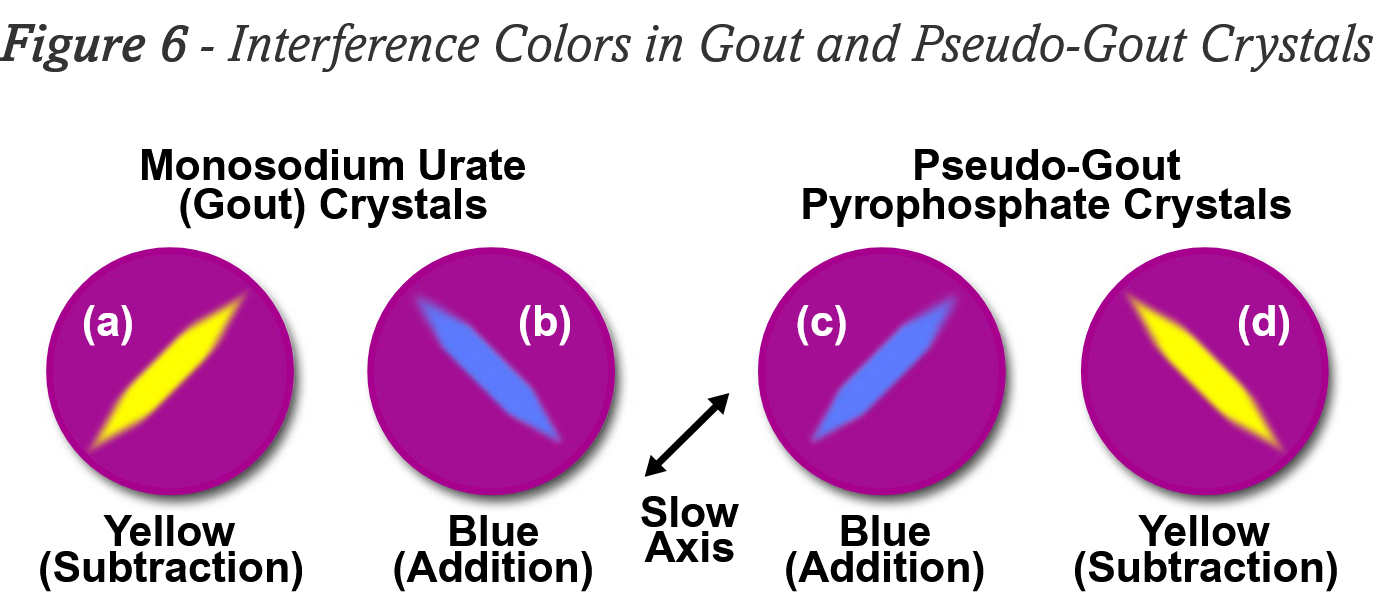 Figure 6 - Interference Colors in Gout and Pseudo-Gout Crystals
Monosodium Urate
(Gout) Crystals
Pseudo-Gout
Pyrophosphate Crystals
(a)
(b)
(c)
(d)
Yellow
(Subtraction)
Blue
(Addition)
Slow
Axis
Blue
(Addition)
Yellow
(Subtraction)